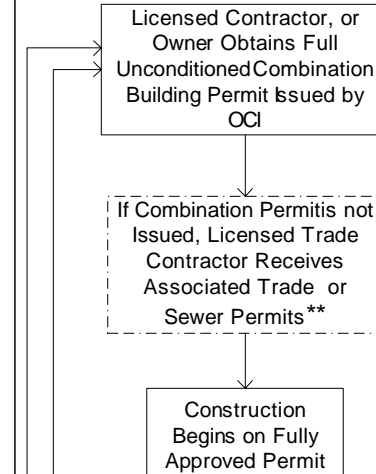 Licensed Contractor, or
Owner Obtains Full
UnconditionedCombination
Building Permit Issued by
OCI
If Combination Permitis not
Issued, Licensed Trade
Contractor Receives
Associated Trade or
Sewer Permits**
Construction
Begins on Fully
Approved Permit